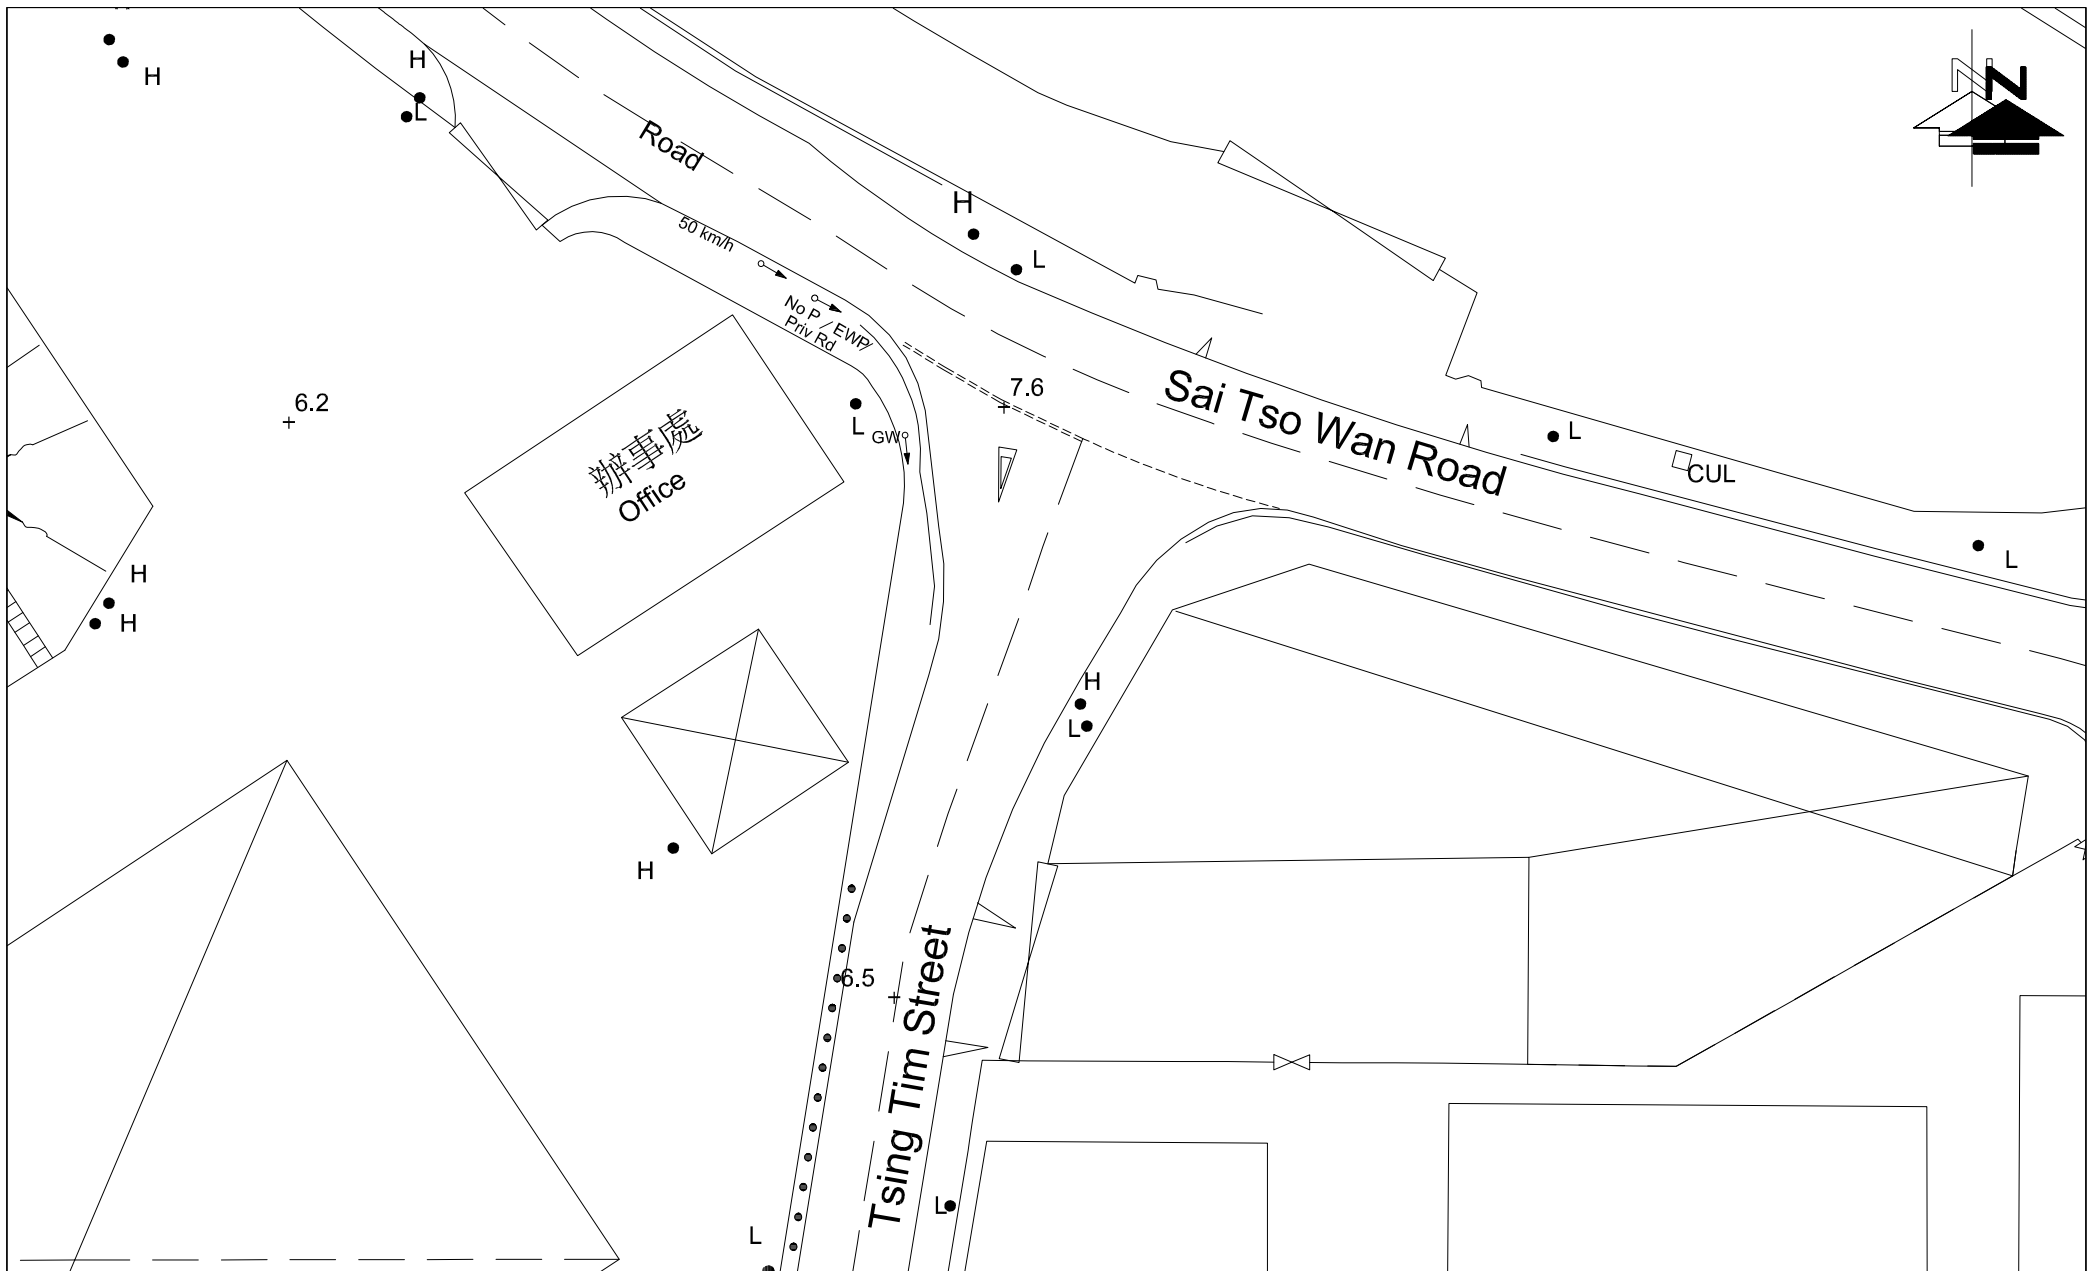 H
H
L
Road
H
L
50 km/h
No P / EWP/
Priv Rd
N
N
6.2
7.6
Sai Tso Wan Road
L
GW
辦事處
Office
L
CUL
L
H
H
H
L
H
6.5
Tsing Tim Street
L
L